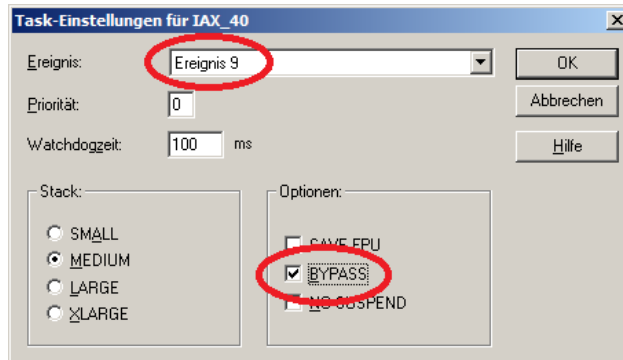 Task-Einstellungen für IAX_40
Ereignis: Ereignis 9 OK
Priorität: 0 Abbrechen
Watchdogzeit: 100 ms Hilfe
Stack: Optionen:
SMALL SAVE FPU
MEDIUM BYPASS
LARGE NO SUSPEND
XLARGE